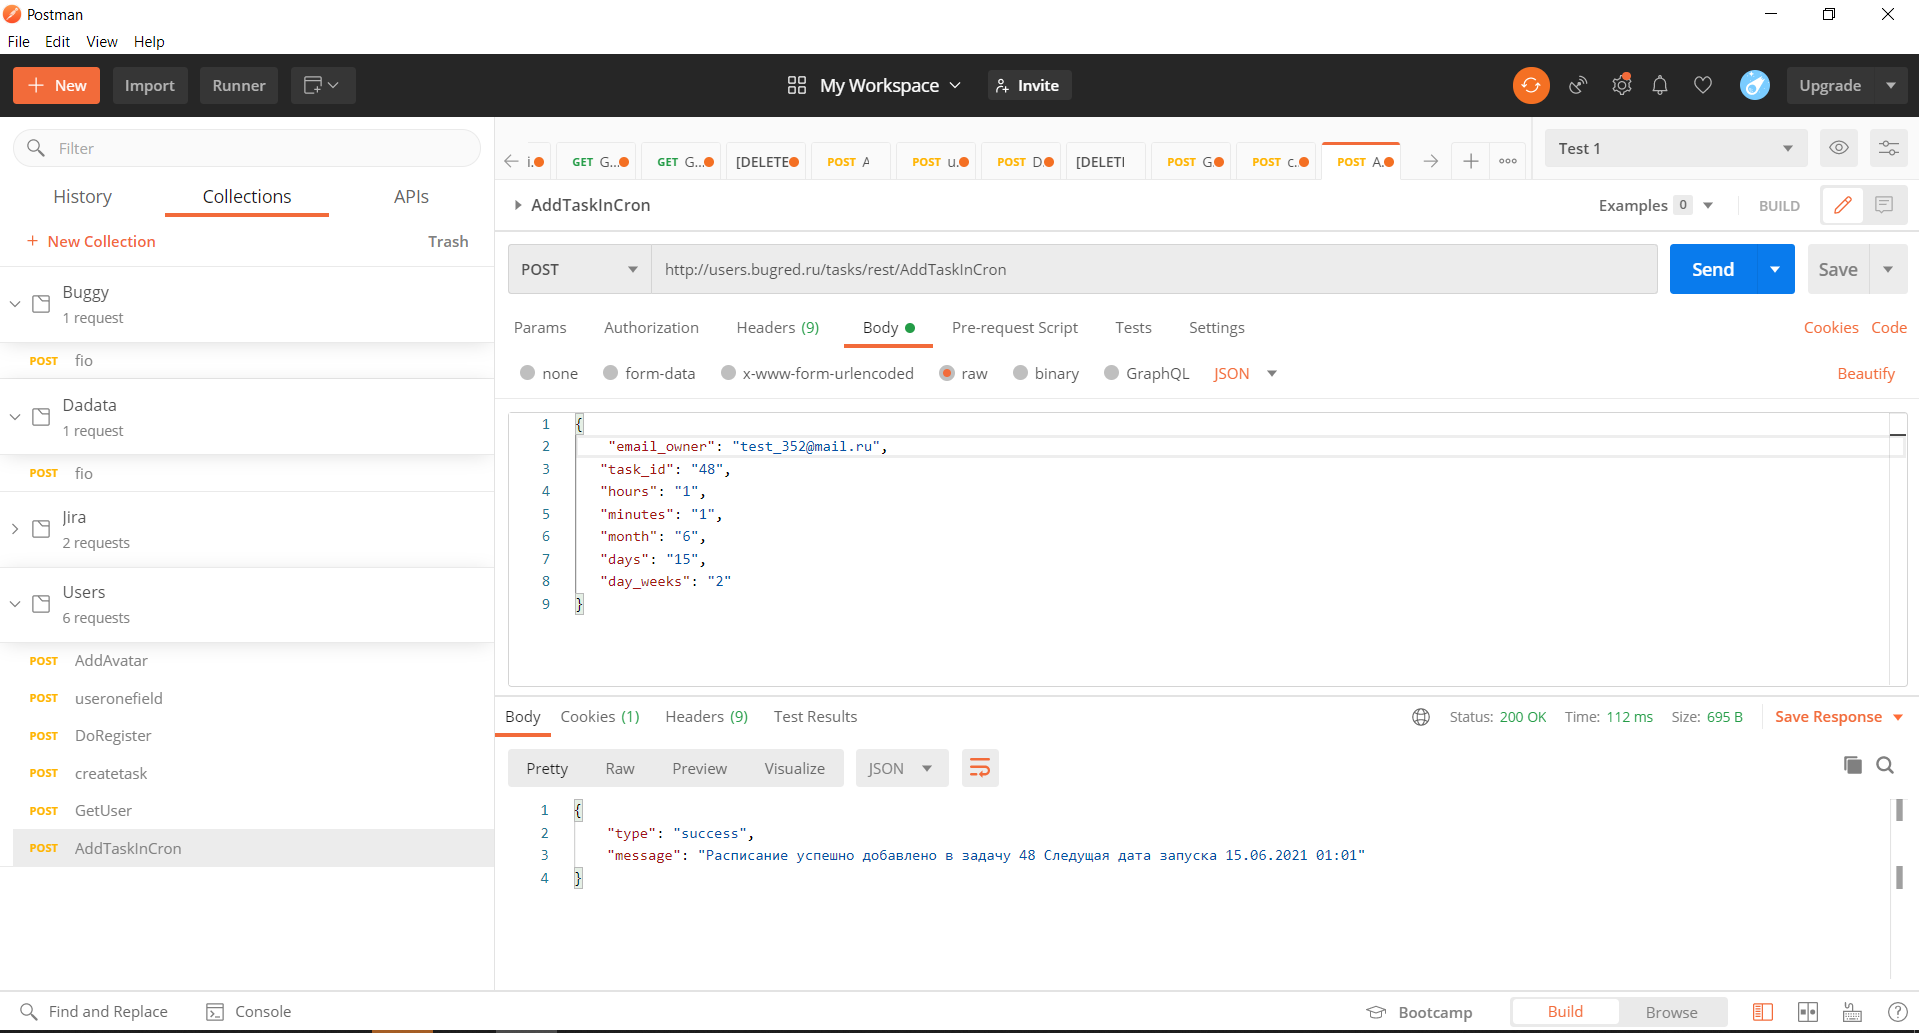 Postman
File Edit View Help
+ New Import Runner My Workspace Invite Upgrade
Filter
History Collections APIs
+ New Collection Trash
Buggy
1 request
POST fio
Dadata
1 request
POST fio
Jira
2 requests
Users
6 requests
POST AddAvatar
POST useronefield
POST DoRegister
POST createtask
POST GetUser
POST AddTaskInCron
i. GET G... GET G... [DELETE POST A POST u. POST D [DELETI POST G POST c. POST A. + ooo
Test 1
AddTaskInCron Examples 0 BUILD
POST http://users.bugred.ru/tasks/rest/AddTaskInCron Send Save
Params Authorization Headers (9) Body Pre-request Script Tests Settings Cookies Code
none form-data x-www-form-urlencoded raw binary GraphQL JSON Beautify
1 {
2 "email_owner": "test_352@mail.ru",
3 "task_id": "48",
4 "hours": "1",
5 "minutes": "1",
6 "month": "6",
7 "days": "15",
8 "day_weeks": "2"
9 }
Body Cookies (1) Headers (9) Test Results Status: 200 OK Time: 112 ms Size: 695 B Save Response
Pretty Raw Preview Visualize JSON
1 {
2 "type": "success",
3 "message": "Расписание успешно добавлено в задачу 48 Следущая дата запуска 15.06.2021 01:01"
4 }
Find and Replace Console Bootcamp Build Browse